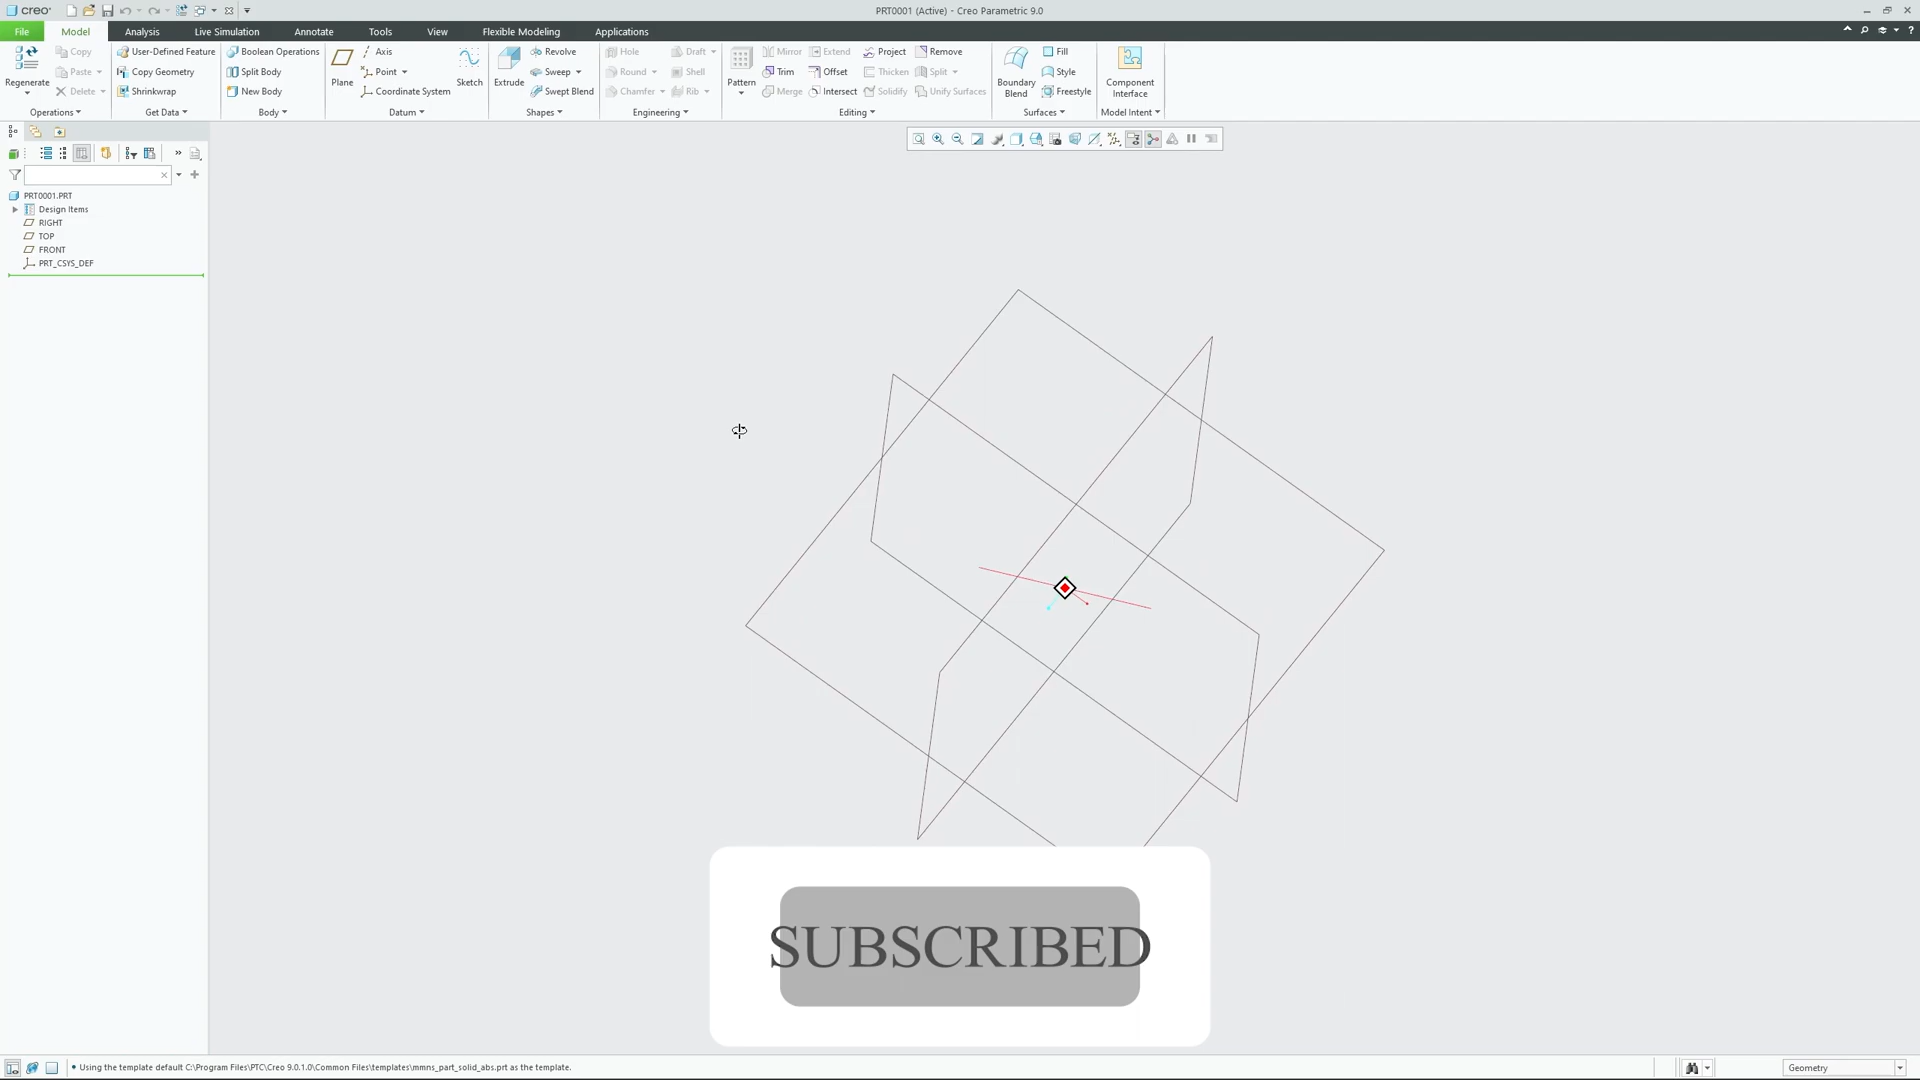 creo
PRT0001 (Active) - Creo Parametric 9.0
File Model Analysis Live Simulation Annotate Tools View Flexible Modeling Applications
Regenerate
Copy
Paste
Delete
Operations
User-Defined Feature
Copy Geometry
Shrinkwrap
Get Data
Boolean Operations
Split Body
New Body
Body
Plane
Axis
Point
Coordinate System
Sketch
Datum
Extrude
Revolve
Sweep
Swept Blend
Shapes
Hole
Round
Chamfer
Draft
Shell
Rib
Engineering
Pattern
Mirror
Trim
Merge
Extend
Offset
Intersect
Project
Thicken
Solidify
Remove
Split
Unify Surfaces
Editing
Boundary
Blend
Fill
Style
Freestyle
Surfaces
Component
Interface
Model Intent
PRT0001.PRT
Design Items
RIGHT
TOP
FRONT
PRT_CSYS_DEF
SUBSCRIBED
Using the template default C:\Program Files\PTC\Creo 9.0.1.0\Common Files\templates\mmns_part_solid_abs.prt as the template.
Geometry